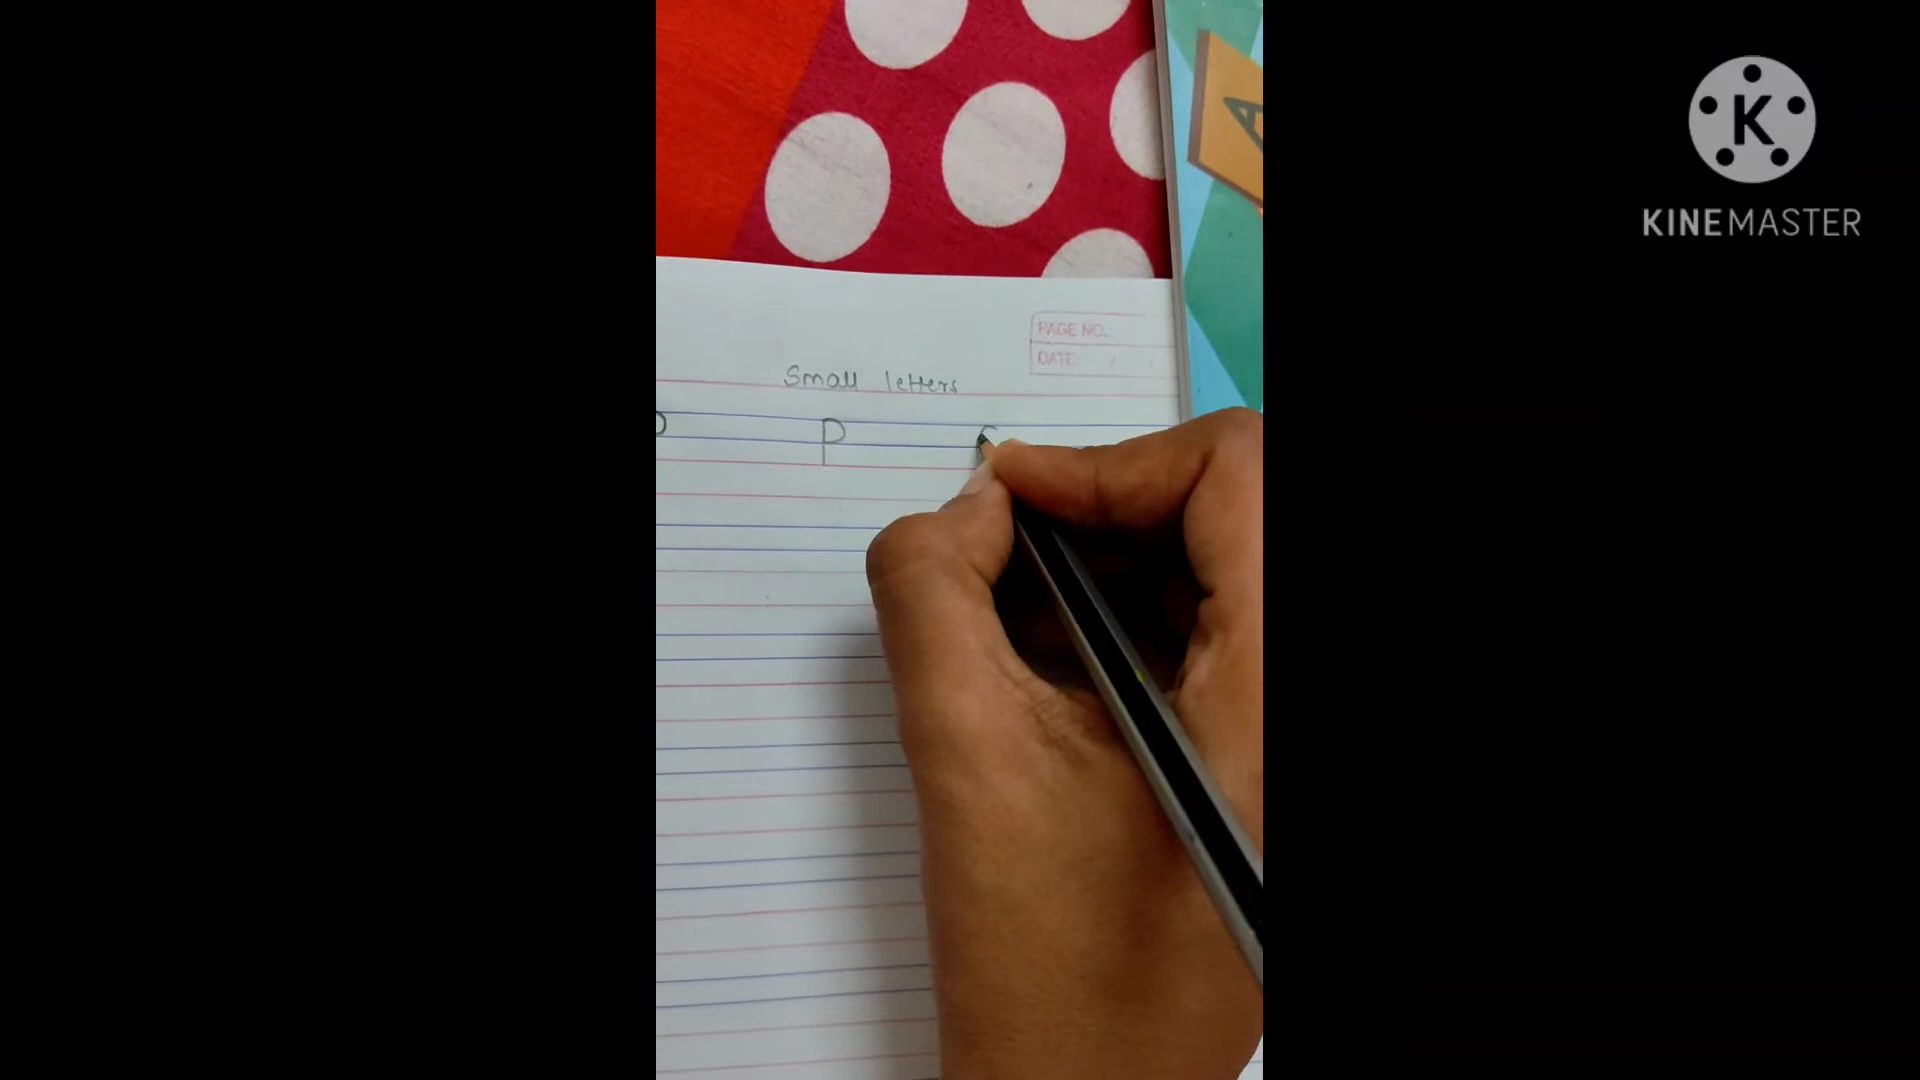 A
K
KINEMASTER
PAGE NO.:
DATE: / /
Small letters
p